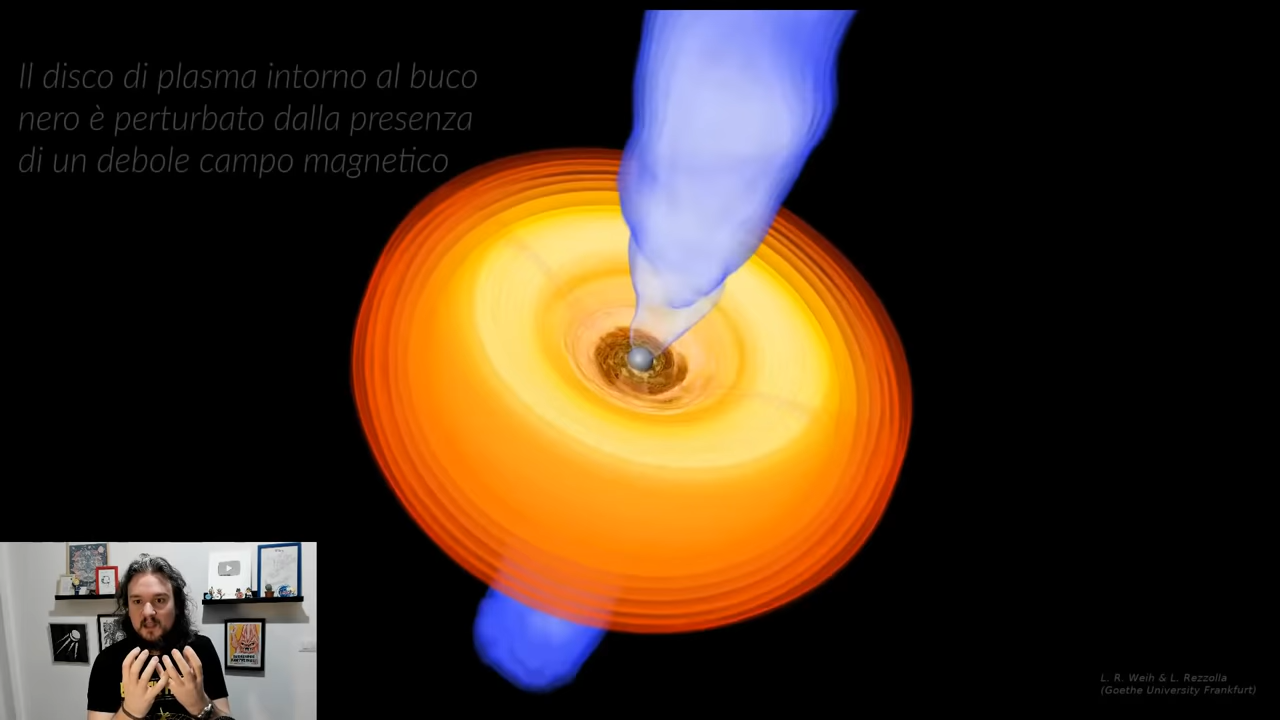 Il disco di plasma intorno al buco
nero è perturbato dalla presenza
di un debole campo magnetico
L. R. Weih & L. Rezzolla
(Goethe University Frankfurt)